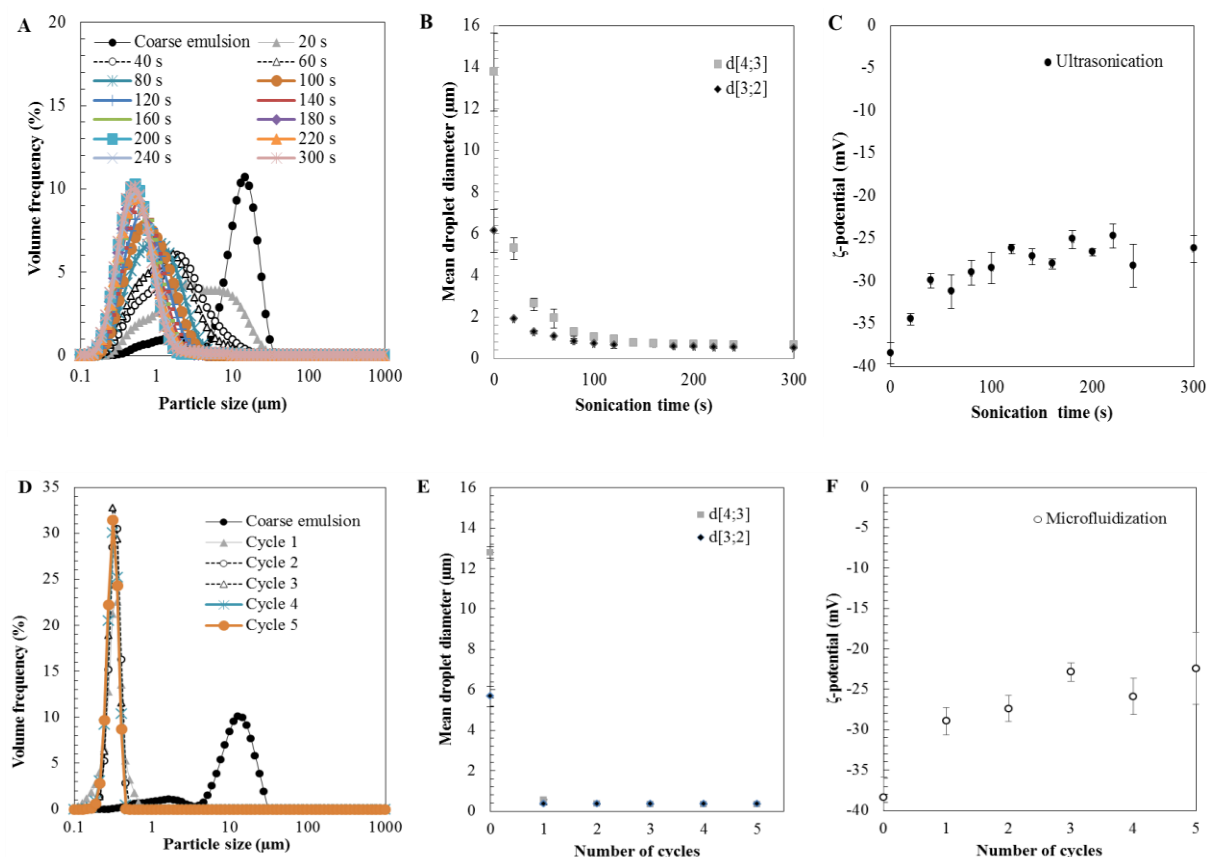 A
20
15
10
5
0
Volume frequency (%)
Coarse emulsion 20 s
40 s 60 s
80 s 100 s
120 s 140 s
160 s 180 s
200 s 220 s
240 s 300 s
0.1 1 10 100 1000
Particle size (µm)
B
16
14
12
10
8
6
4
2
0
Mean droplet diameter (µm)
d[4;3]
d[3;2]
0 100 200 300
Sonication time (s)
C
0
-5
-10
-15
-20
-25
-30
-35
-40
ζ-potential (mV)
Ultrasonication
0 100 200 300
Sonication time (s)
D
35
30
25
20
15
10
5
0
Volume frequency (%)
Coarse emulsion
Cycle 1
Cycle 2
Cycle 3
Cycle 4
Cycle 5
0.1 1 10 100 1000
Particle size (µm)
E
16
14
12
10
8
6
4
2
0
Mean droplet diameter (µm)
d[4;3]
d[3;2]
0 1 2 3 4 5
Number of cycles
F
0
-5
-10
-15
-20
-25
-30
-35
-40
ζ-potential (mV)
Microfluidization
0 1 2 3 4 5
Number of cycles